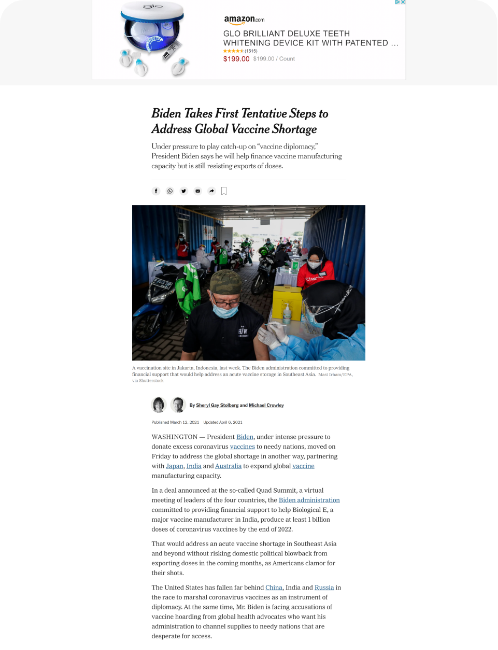 amazon.com
GLO BRILLIANT DELUXE TEETH
WHITENING DEVICE KIT WITH PATENTED ...
(1515)
$199.00 $199.00 / Count
Biden Takes First Tentative Steps to
Address Global Vaccine Shortage
Under pressure to play catch-up on “vaccine diplomacy,”
President Biden says he will help finance vaccine manufacturing
capacity but is still resisting exports of doses.
A vaccination site in Jakarta, Indonesia, last week. The Biden administration committed to providing
financial support that would help address an acute vaccine shortage in Southeast Asia.
via Shutterstock
By Sheryl Gay Stolberg and Michael Crowley
Published March 12, 2021 Updated April 6, 2021
WASHINGTON — President Biden, under intense pressure to
donate excess coronavirus vaccines to needy nations, moved on
Friday to address the global shortage in another way, partnering
with Japan, India and Australia to expand global vaccine
manufacturing capacity.
In a deal announced at the so-called Quad Summit, a virtual
meeting of leaders of the four countries, the Biden administration
committed to providing financial support to help Biological E, a
major vaccine manufacturer in India, produce at least 1 billion
doses of coronavirus vaccines by the end of 2022.
That would address an acute vaccine shortage in Southeast Asia
and beyond without risking domestic political blowback from
exporting doses in the coming months, as Americans clamor for
their shots.
The United States has fallen far behind China, India and Russia in
the race to marshal coronavirus vaccines as an instrument of
diplomacy. At the same time, Mr. Biden is facing accusations of
vaccine hoarding from global health advocates who want his
administration to channel supplies to needy nations that are
desperate for access.